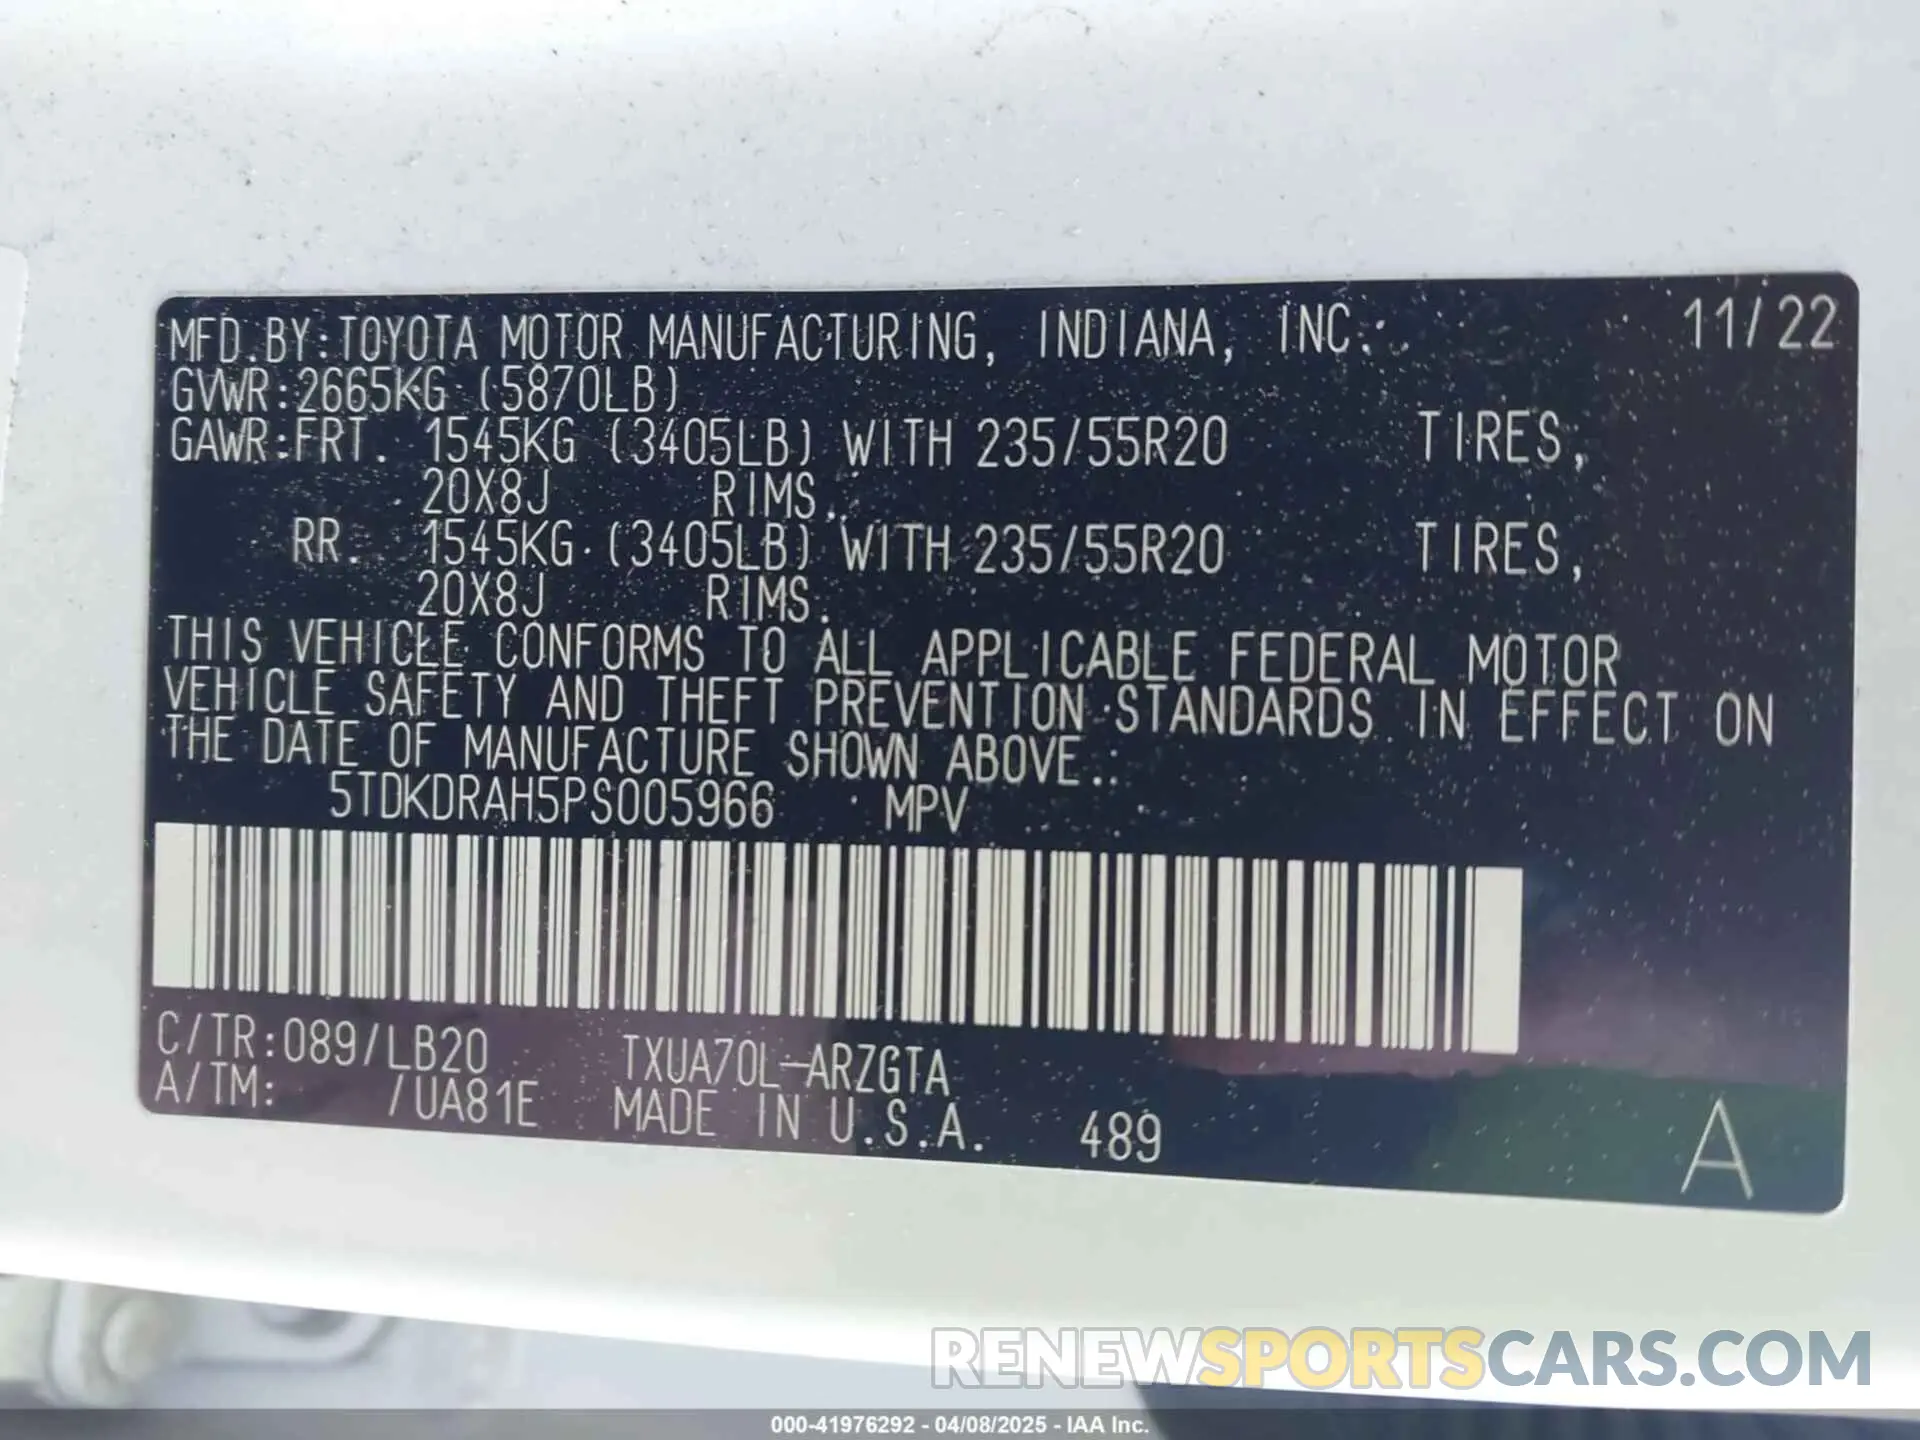 MFD.BY:TOYOTA MOTOR MANUFACTURING, INDIANA, INC. 11/22
GVWR:2665KG (5870LB)
GAWR:FRT. 1545KG (3405LB) WITH 235/55R20 TIRES,
20X8J RIMS.
RR. 1545KG (3405LB) WITH 235/55R20 TIRES,
20X8J RIMS.
THIS VEHICLE CONFORMS TO ALL APPLICABLE FEDERAL MOTOR
VEHICLE SAFETY AND THEFT PREVENTION STANDARDS IN EFFECT ON
THE DATE OF MANUFACTURE SHOWN ABOVE.
5TDKDRAH5PS005966 MPV
C/TR:089/LB20 TXUA70L-ARZGTA
A/TM: /UA81E MADE IN U.S.A. 489 A
RENEWSPORTSCARS.COM
000-41976292 - 04/08/2025 - IAA Inc.